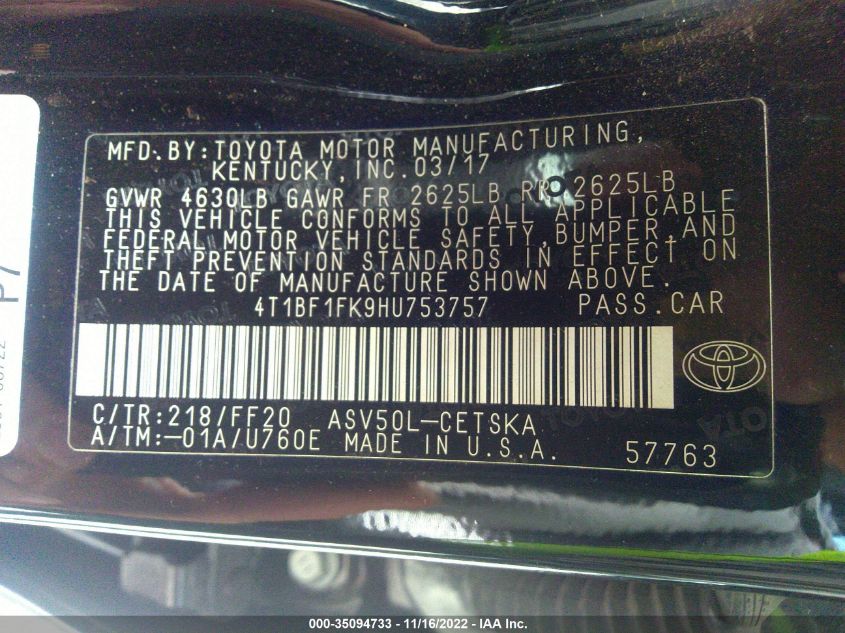 MFD.BY:TOYOTA MOTOR MANUFACTURING,
KENTUCKY,INC.03/17
GVWR 4630LB GAWR FR 2625LB RR 2625LB
THIS VEHICLE CONFORMS TO ALL APPLICABLE
FEDERAL MOTOR VEHICLE SAFETY,BUMPER,AND
THEFT PREVENTION STANDARDS IN EFFECT ON
THE DATE OF MANUFACTURE SHOWN ABOVE.
4T1BF1FK9HU753757 PASS.CAR
C/TR:218/FF20 ASV50L-CETSKA
A/TM:-01A/U760E MADE IN U.S.A. 57763
P7
000-35094733 - 11/16/2022 - IAA Inc.